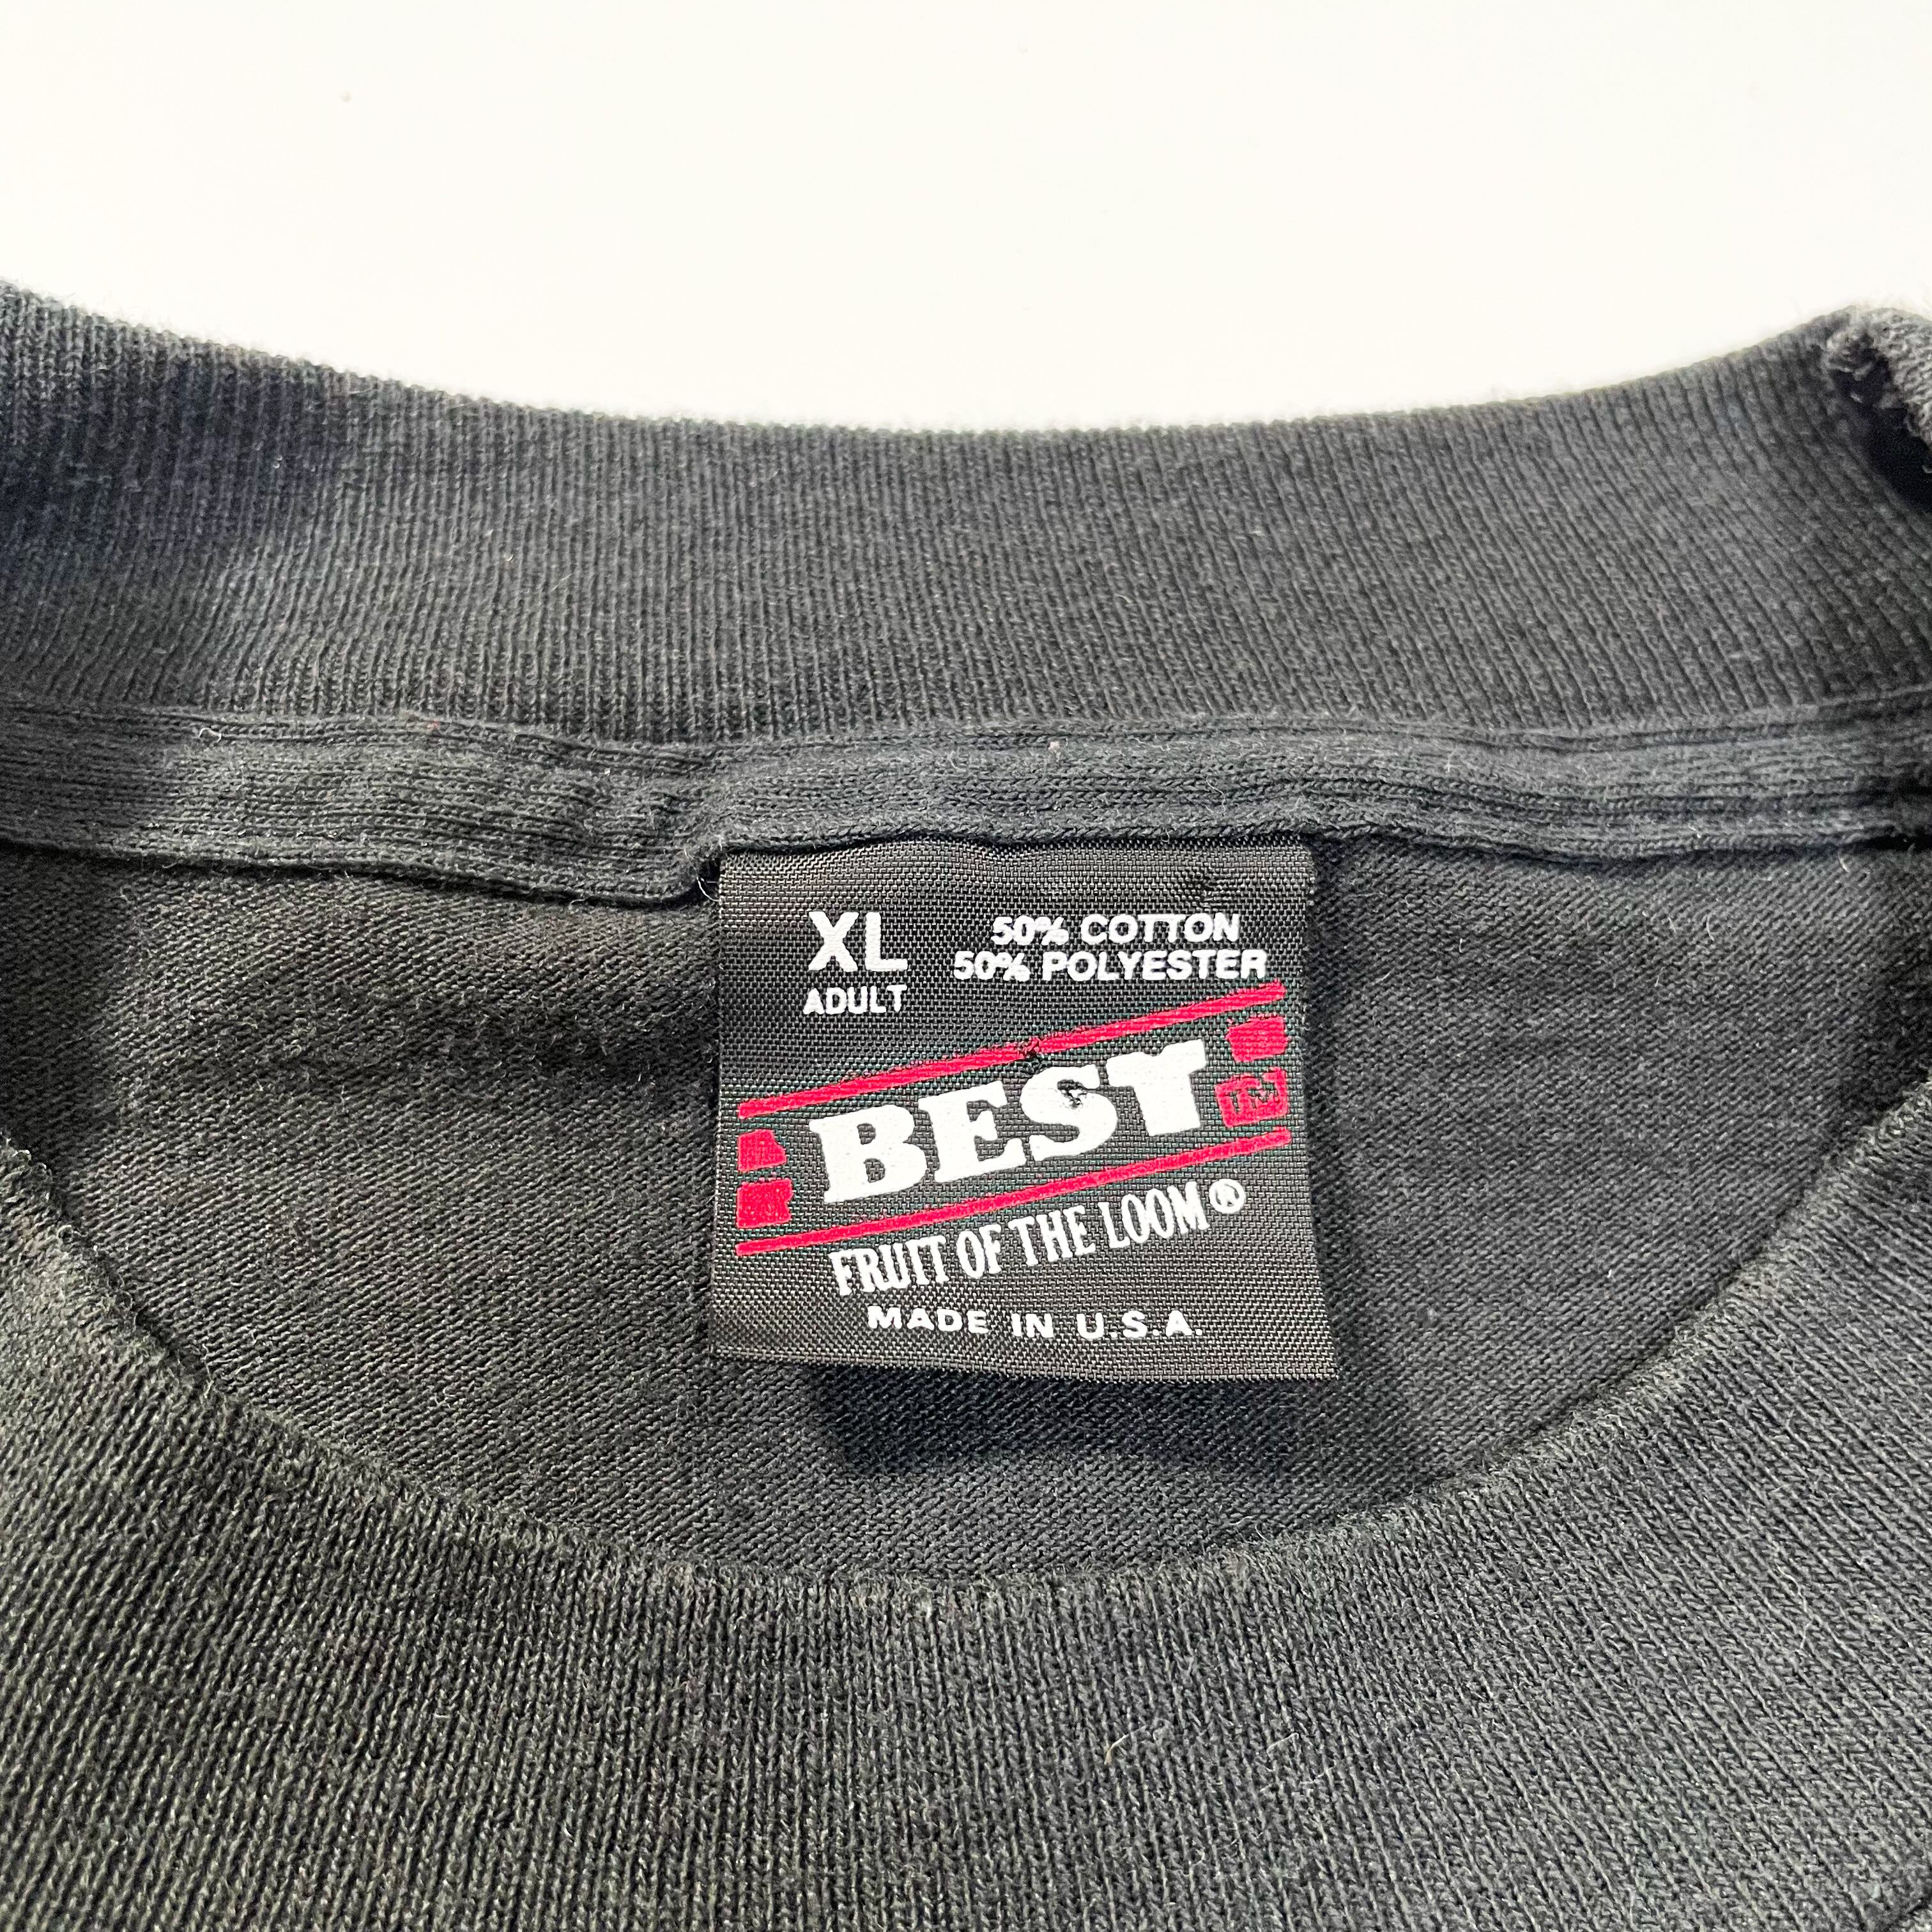 XL
ADULT
50% COTTON
50% POLYESTER
BEST
TM
FRUIT OF THE LOOM®
MADE IN U.S.A.